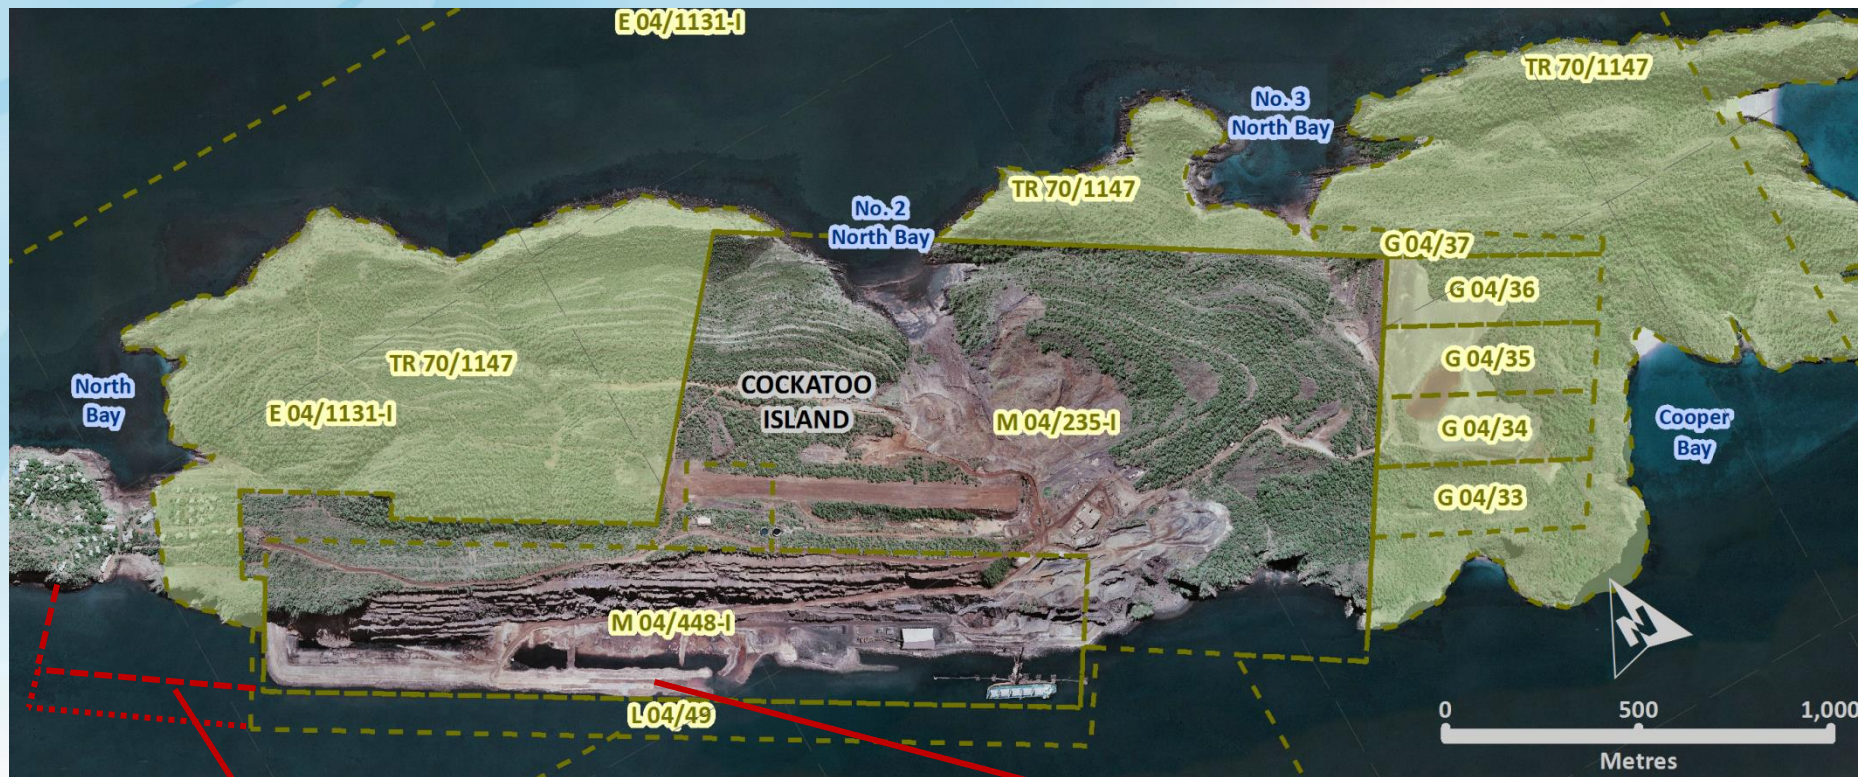 E 04/1131-I
TR 70/1147
No. 3
North Bay
TR 70/1147
No. 2
North Bay
G 04/37
G 04/36
TR 70/1147
G 04/35
North
Bay
COCKATOO
ISLAND
E 04/1131-I
M 04/235-I
G 04/34
Cooper
Bay
G 04/33
M 04/448-I
N
L 04/49
0 500 1,000
Metres